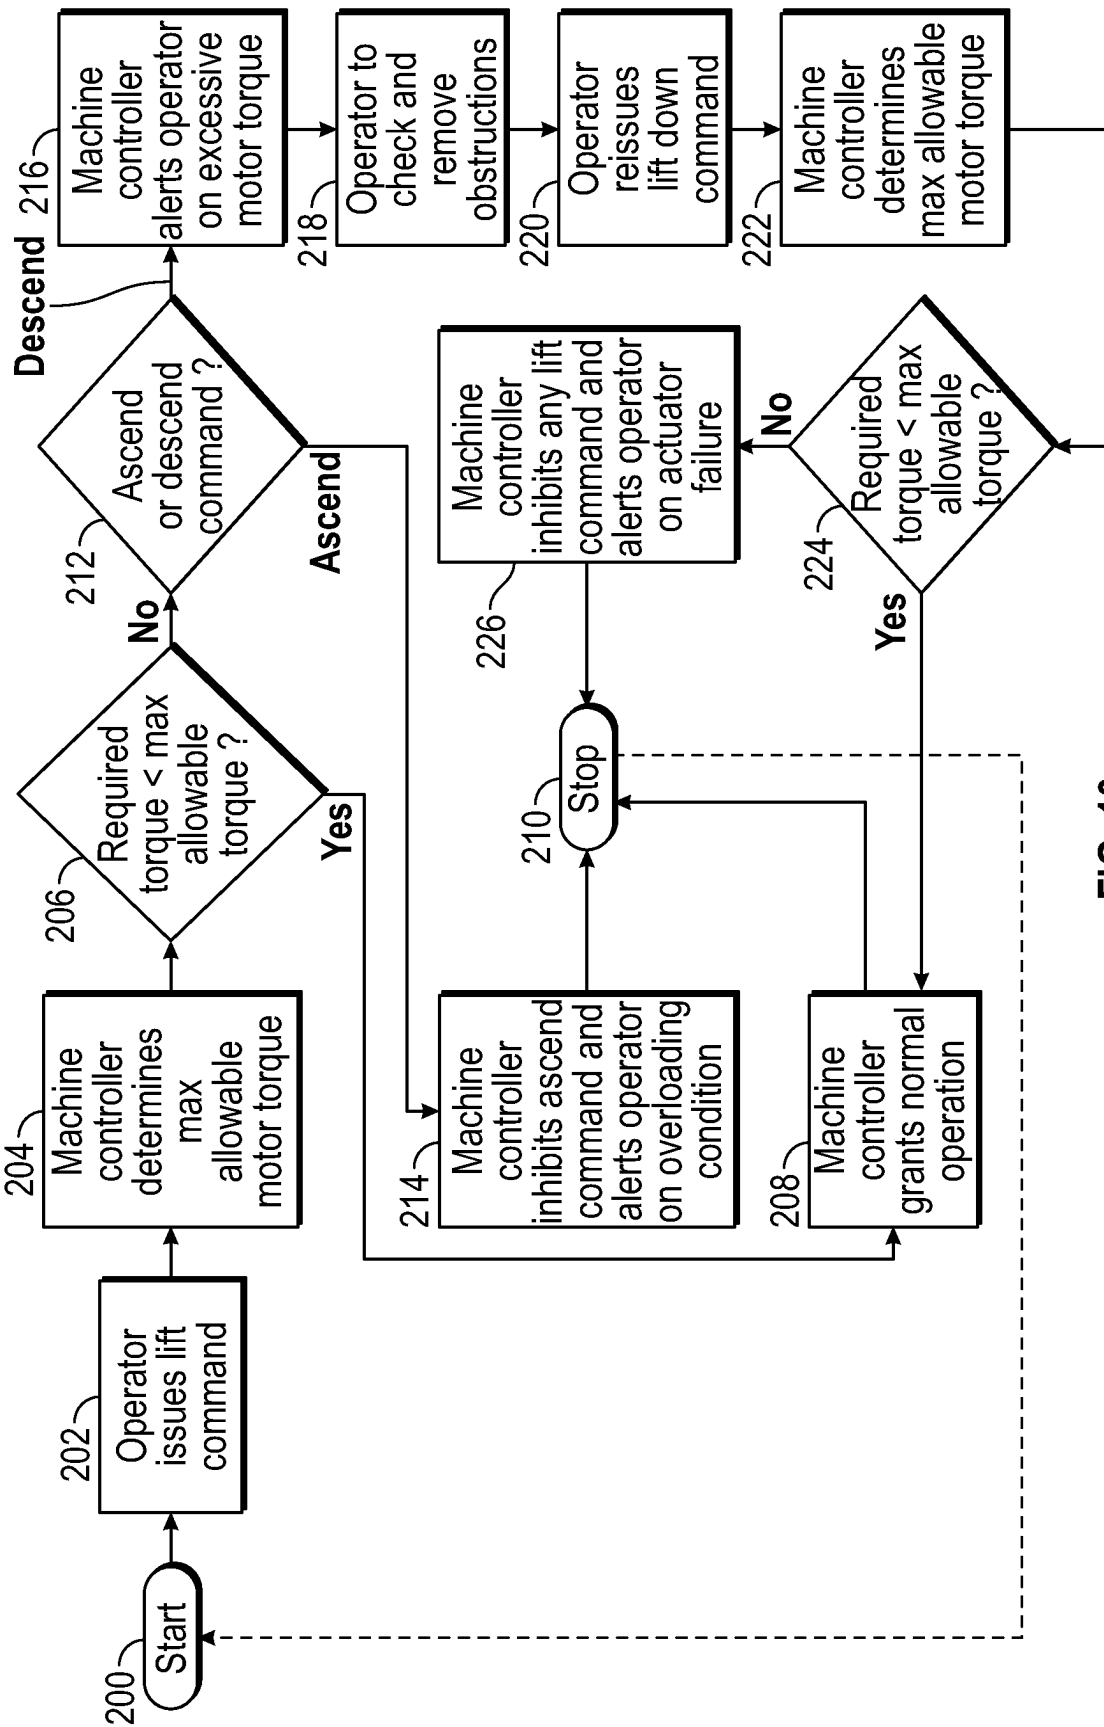 200
Start
202
Operator
issues lift
command
204
Machine
controller
determines
max
allowable
motor torque
206
Required
torque < max
allowable
torque ?
No
Yes
212
Ascend
or descend
command ?
Descend
Ascend
216
Machine
controller
alerts operator
on excessive
motor torque
218
Operator to
check and
remove
obstructions
220
Operator
reissues
lift down
command
222
Machine
controller
determines
max allowable
motor torque
224
Required
torque < max
allowable
torque ?
No
Yes
226
Machine
controller
inhibits any lift
command and
alerts operator
on actuator
failure
214
Machine
controller
inhibits ascend
command and
alerts operator
on overloading
condition
210
Stop
208
Machine
controller
grants normal
operation